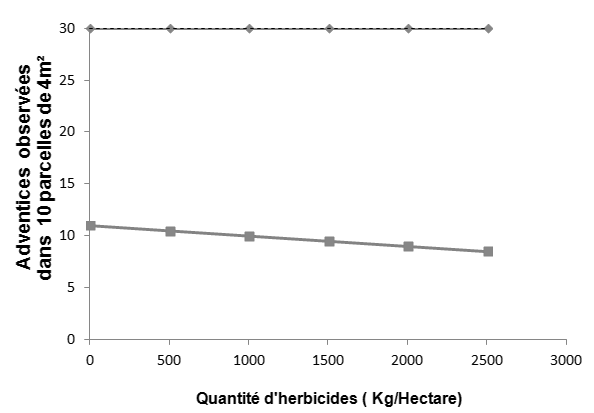 Adventices observées
dans 10 parcelles de 4m²
30
25
20
15
10
5
0
0 500 1000 1500 2000 2500 3000
Quantité d'herbicides ( Kg/Hectare)